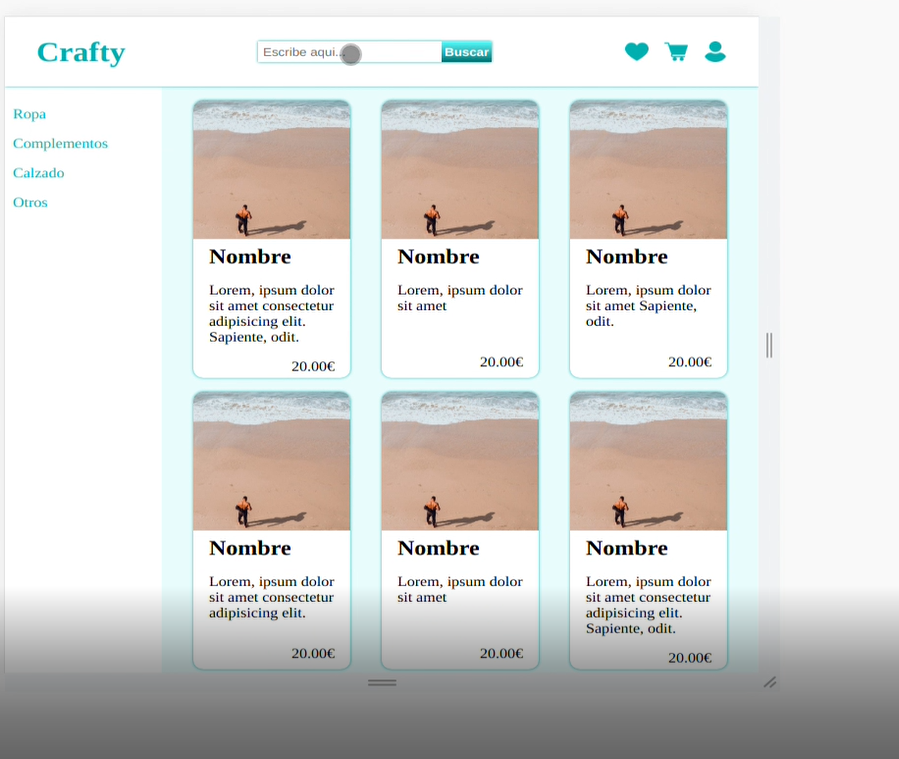 Crafty
Escribe aqui...
Buscar
Ropa
Complementos
Calzado
Otros
Nombre
Lorem, ipsum dolor
sit amet consectetur
adipisicing elit.
Sapiente, odit.
20.00€
Nombre
Lorem, ipsum dolor
sit amet
20.00€
Nombre
Lorem, ipsum dolor
sit amet Sapiente,
odit.
20.00€
Nombre
Lorem, ipsum dolor
sit amet consectetur
adipisicing elit.
20.00€
Nombre
Lorem, ipsum dolor
sit amet
20.00€
Nombre
Lorem, ipsum dolor
sit amet consectetur
adipisicing elit.
Sapiente, odit.
20.00€